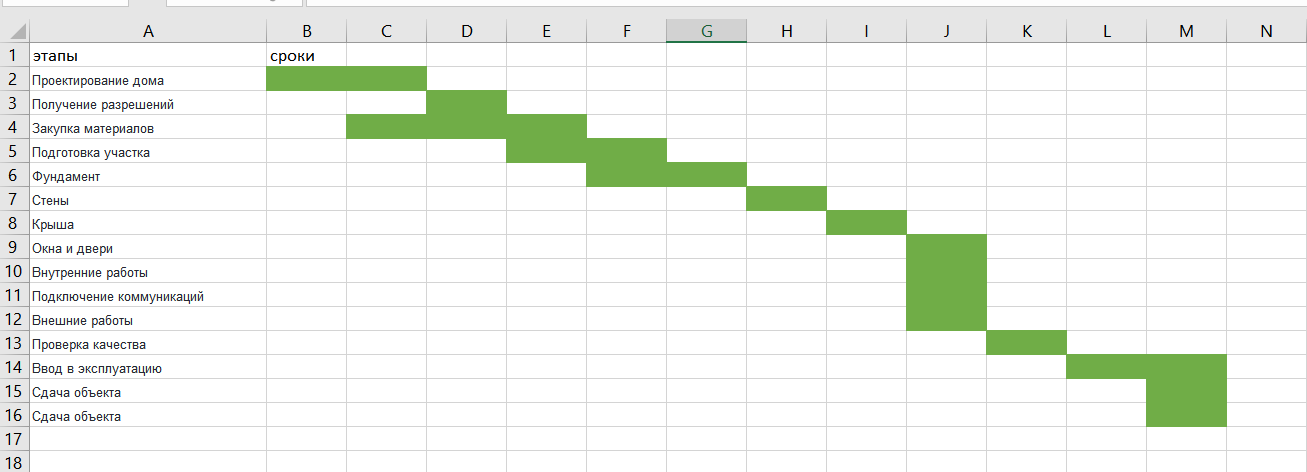 A B C D E F G H I J K L M N
1 этапы сроки
2 Проектирование дома
3 Получение разрешений
4 Закупка материалов
5 Подготовка участка
6 Фундамент
7 Стены
8 Крыша
9 Окна и двери
10 Внутренние работы
11 Подключение коммуникаций
12 Внешние работы
13 Проверка качества
14 Ввод в эксплуатацию
15 Сдача объекта
16 Сдача объекта
17
18